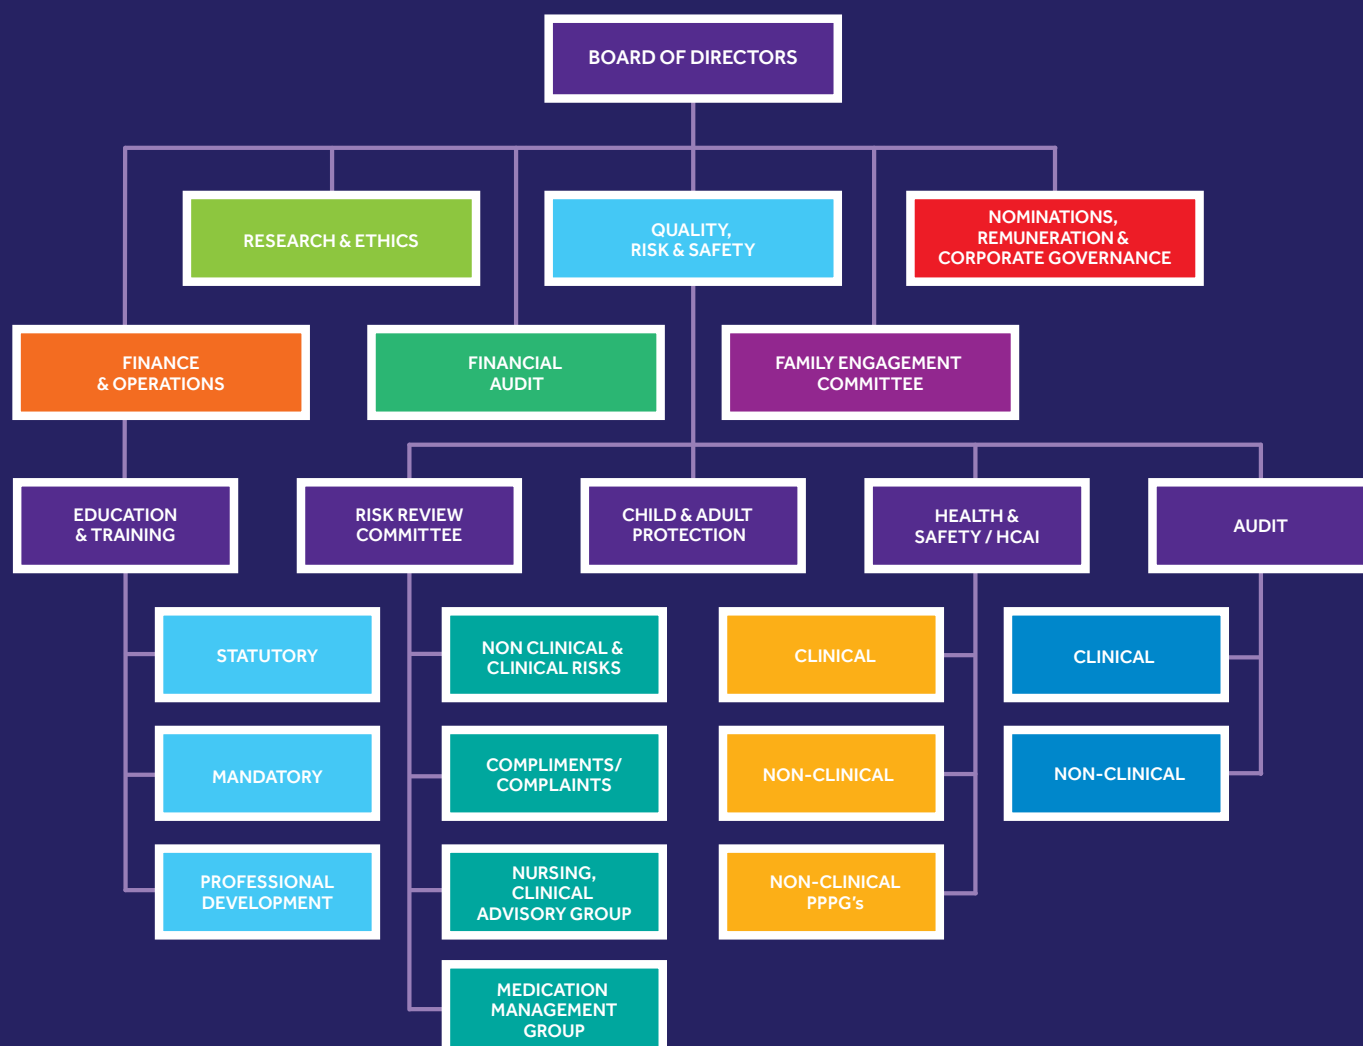 BOARD OF DIRECTORS
RESEARCH & ETHICS
QUALITY,
RISK & SAFETY
NOMINATIONS,
REMUNERATION &
CORPORATE GOVERNANCE
FINANCE
& OPERATIONS
FINANCIAL
AUDIT
FAMILY ENGAGEMENT
COMMITTEE
EDUCATION
& TRAINING
RISK REVIEW
COMMITTEE
CHILD & ADULT
PROTECTION
HEALTH &
SAFETY / HCAI
AUDIT
STATUTORY
NON CLINICAL &
CLINICAL RISKS
CLINICAL
CLINICAL
MANDATORY
COMPLIMENTS/
COMPLAINTS
NON-CLINICAL
NON-CLINICAL
PROFESSIONAL
DEVELOPMENT
NURSING,
CLINICAL
ADVISORY GROUP
NON-CLINICAL
PPPG's
MEDICATION
MANAGEMENT
GROUP